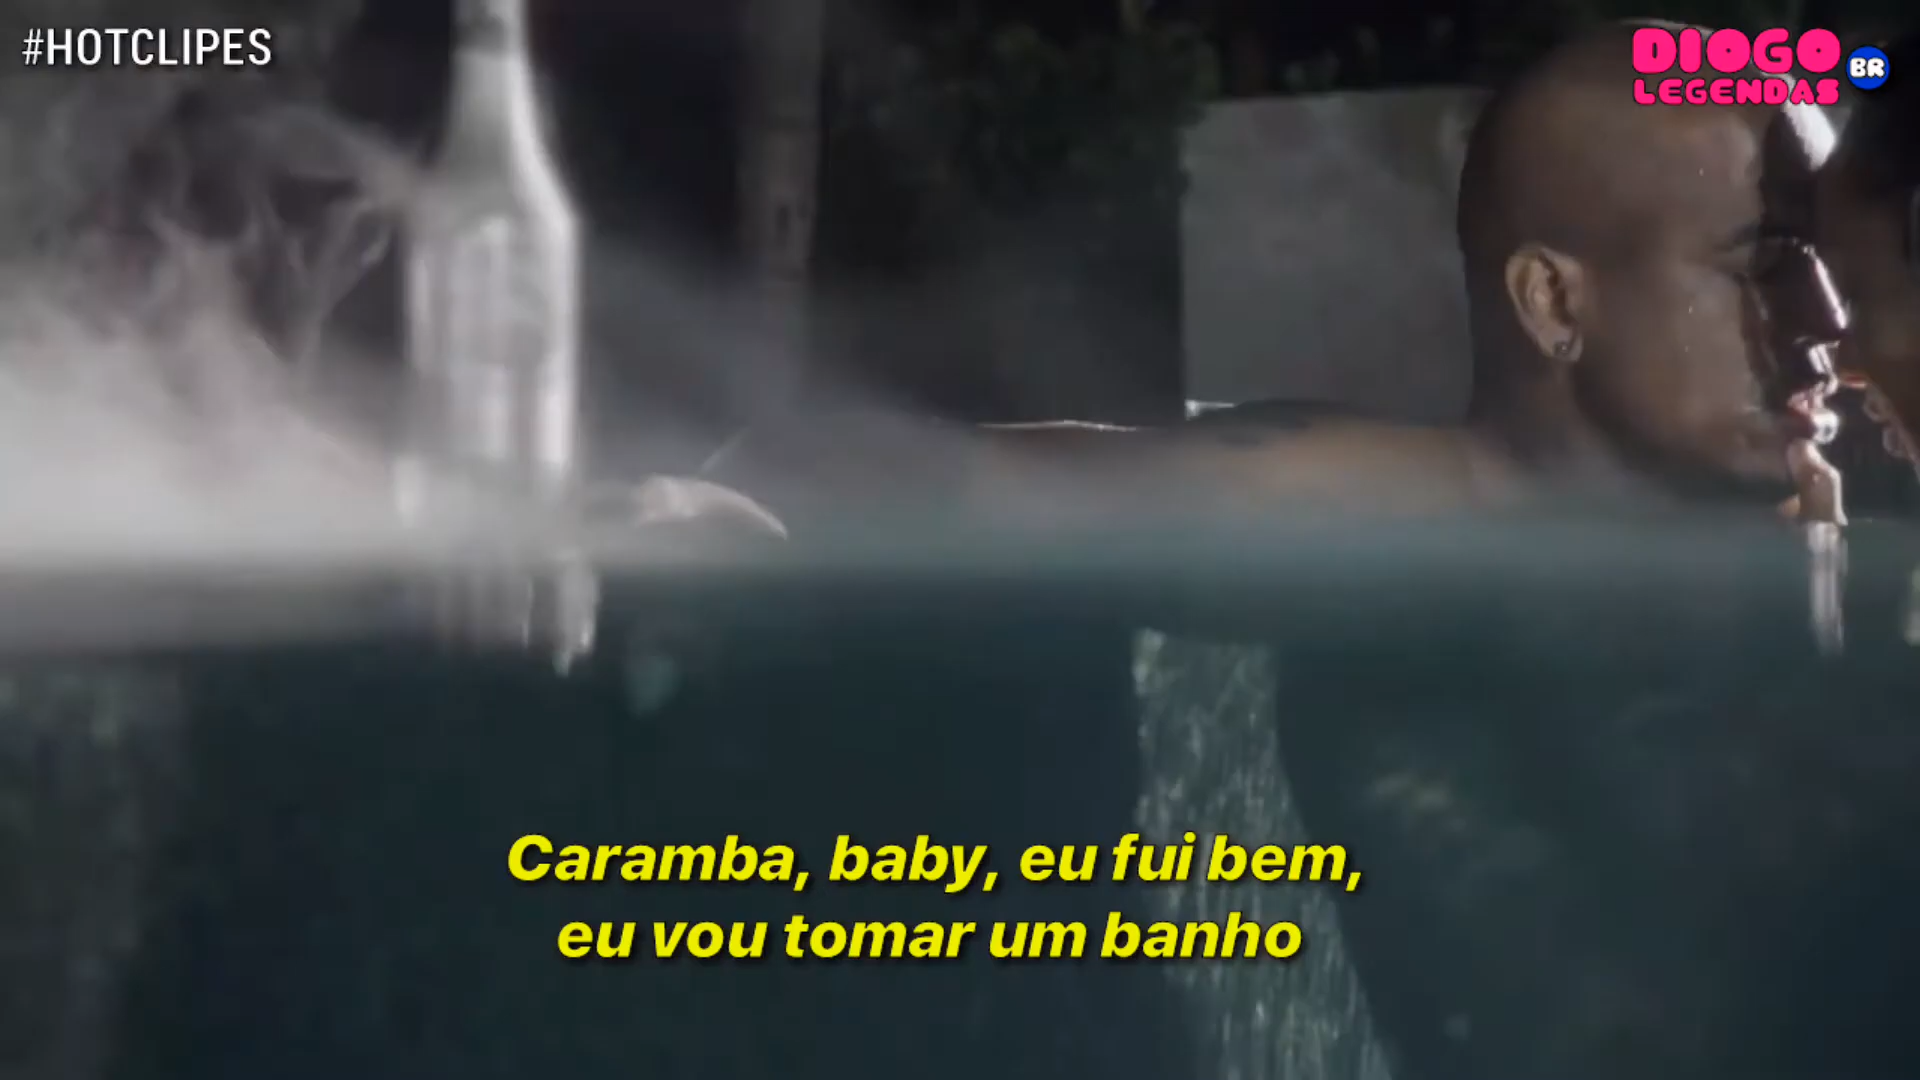 #HOTCLIPES
DIOGO
BR
LEGENDAS
Caramba, baby, eu fui bem,
eu vou tomar um banho